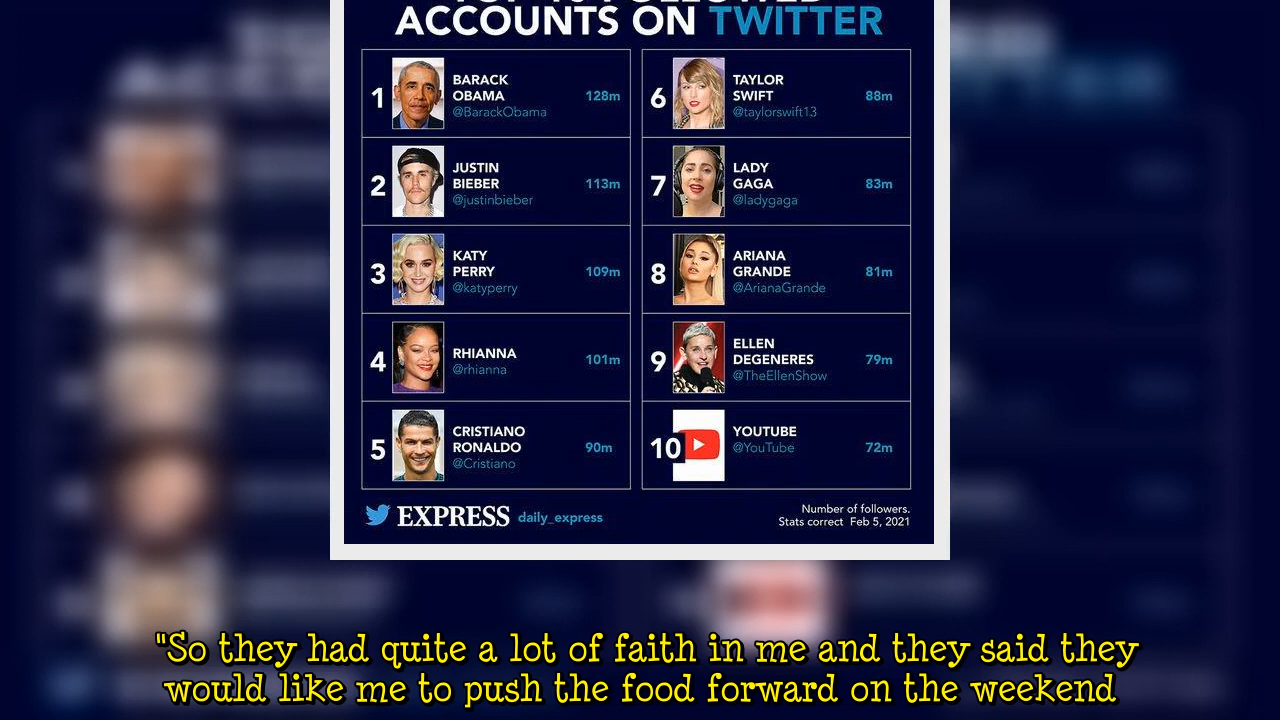 ACCOUNTS ON TWITTER
1
BARACK
OBAMA
@BarackObama
128m
2
JUSTIN
BIEBER
@justinbieber
113m
3
KATY
PERRY
@katyperry
109m
4
RHIANNA
@rhianna
101m
5
CRISTIANO
RONALDO
@Cristiano
90m
6
TAYLOR
SWIFT
@taylorswift13
88m
7
LADY
GAGA
@ladygaga
83m
8
ARIANA
GRANDE
@ArianaGrande
81m
9
ELLEN
DEGENERES
@TheEllenShow
79m
10
YOUTUBE
@YouTube
72m
EXPRESS daily_express
Number of followers.
Stats correct Feb 5, 2021
"So they had quite a lot of faith in me and they said they
would like me to push the food forward on the weekend